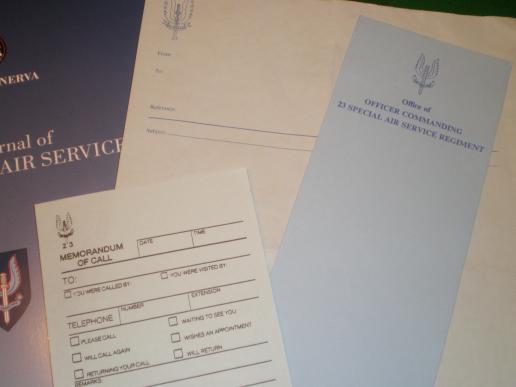 NERVA
rnal of
AIR SERVICE
From:
To:
Reference:
Subject:
Office of
OFFICER COMMANDING
23 SPECIAL AIR SERVICE REGIMENT
23
MEMORANDUM
OF CALL
DATE
TIME
TO:
YOU WERE CALLED BY:
YOU WERE VISITED BY:
TELEPHONE
NUMBER
EXTENSION
PLEASE CALL
WAITING TO SEE YOU
WILL CALL AGAIN
WISHES AN APPOINTMENT
RETURNING YOUR CALL
WILL RETURN
REMARKS: